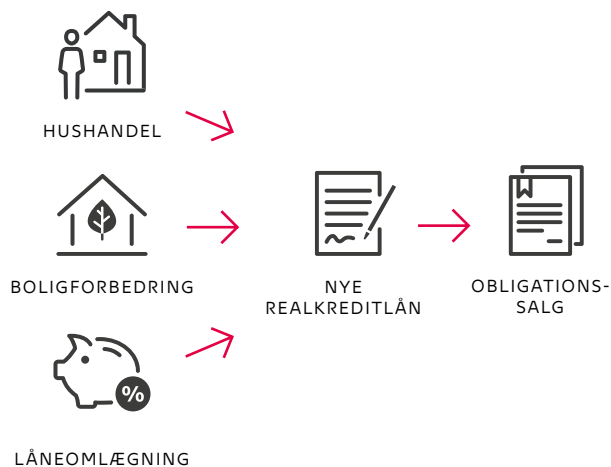 HUSHANDEL
BOLIGFORBEDRING
NYE
REALKREDITLÅN
OBLIGATIONS-
SALG
%
LÅNEOMLÆGNING